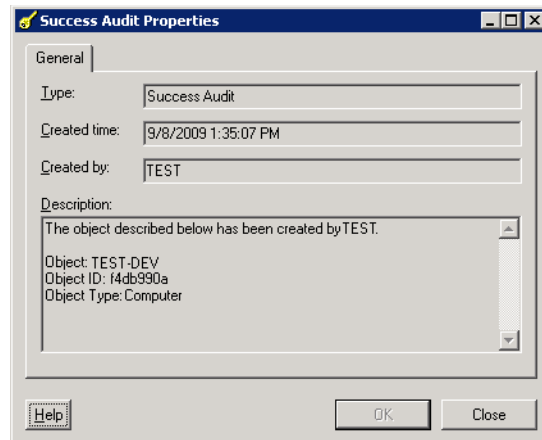 Success Audit Properties
General
Type: Success Audit
Created time: 9/8/2009 1:35:07 PM
Created by: TEST
Description:
The object described below has been created byTEST.
Object: TEST-DEV
Object ID: f4db990a
Object Type:Computer
Help OK Close